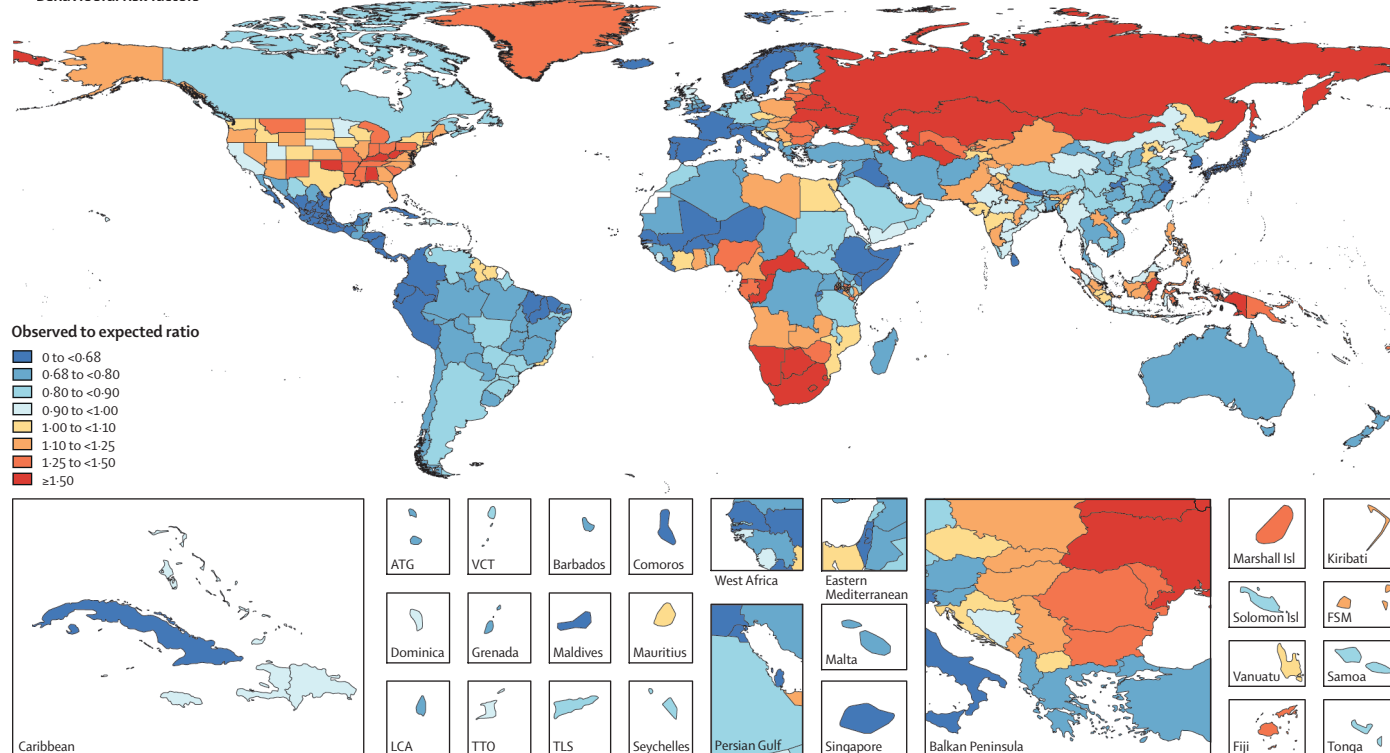 Behavioural risk factors
Observed to expected ratio
0 to <0·68
0·68 to <0·80
0·80 to <0·90
0·90 to <1·00
1·00 to <1·10
1·10 to <1·25
1·25 to <1·50
≥1·50
Caribbean
ATG
VCT
Barbados
Comoros
Dominica
Grenada
Maldives
Mauritius
LCA
TTO
TLS
Seychelles
West Africa
Eastern
Mediterranean
Persian Gulf
Malta
Singapore
Balkan Peninsula
Marshall Isl
Kiribati
Solomon Isl
FSM
Vanuatu
Samoa
Fiji
Tonga